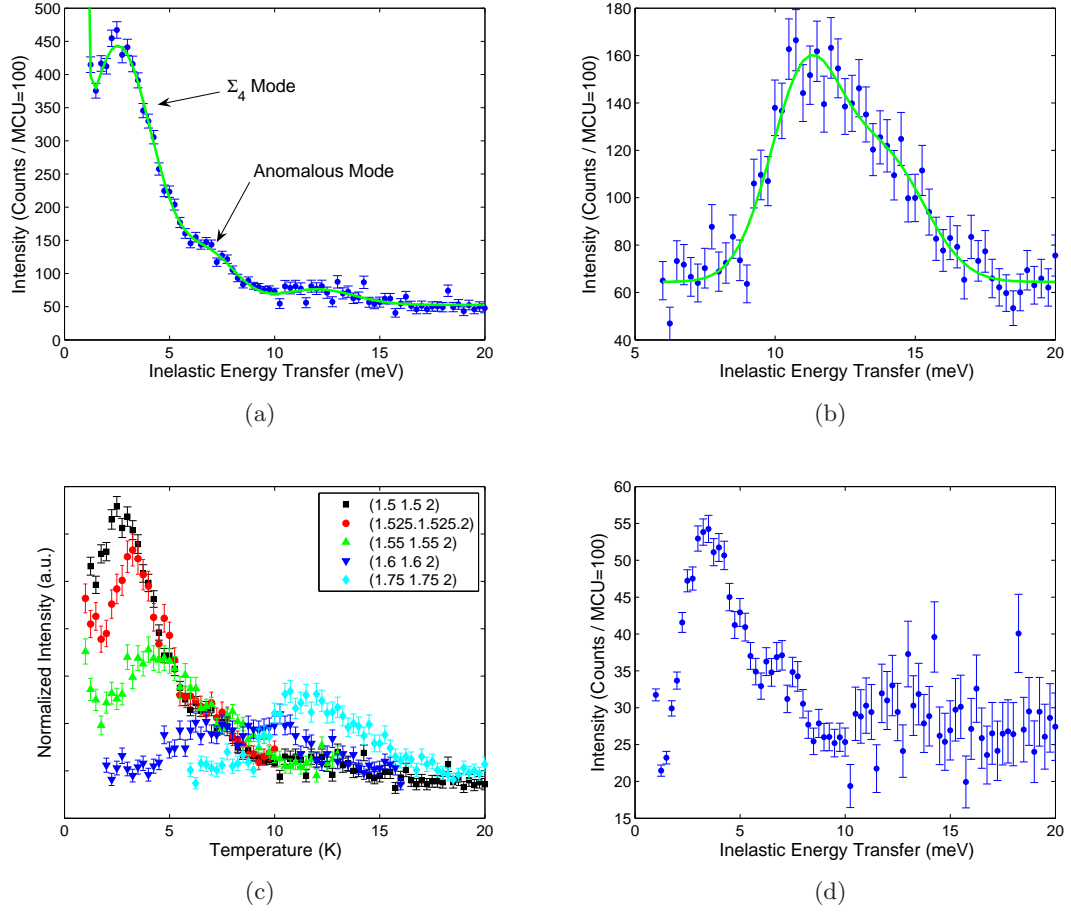 500
450
400
350
300
250
200
150
100
50
0
Intensity (Counts / MCU=100)
Σ4 Mode
Anomalous Mode
0 5 10 15 20
Inelastic Energy Transfer (meV)
(a)
180
160
140
120
100
80
60
40
Intensity (Counts / MCU=100)
5 10 15 20
Inelastic Energy Transfer (meV)
(b)
Normalized Intensity (a.u.)
(1.5 1.5 2)
(1.525.1.525.2)
(1.55 1.55 2)
(1.6 1.6 2)
(1.75 1.75 2)
0 5 10 15 20
Temperature (K)
(c)
60
55
50
45
40
35
30
25
20
15
Intensity (Counts / MCU=100)
0 5 10 15 20
Inelastic Energy Transfer (meV)
(d)